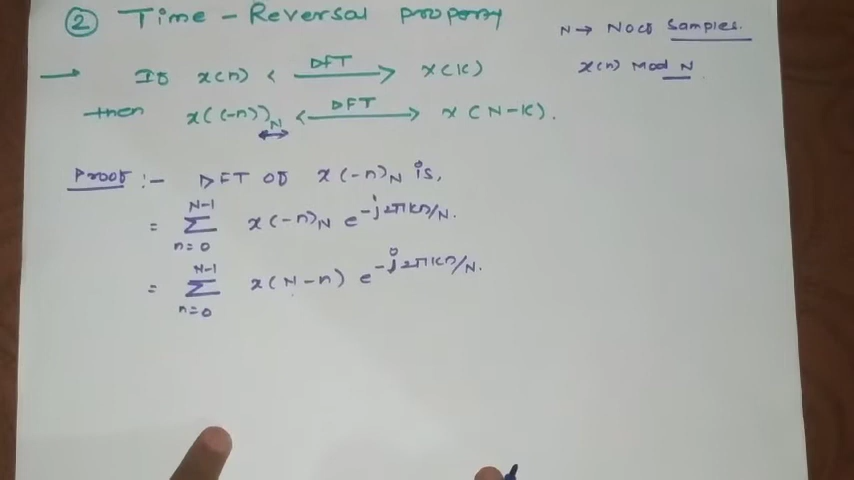 ② Time - Reversal property
N → No of Samples.
x(n) Mod N
→ If x(n) < DFT > x(k)
then x((-n))N < DFT > x(N-k).
Proof :- DFT of x(-n)N is,
= N-1 Σ n=0 x(-n)N e^-j2πkn/N.
= N-1 Σ n=0 x(N-n) e^-j2πkn/N.